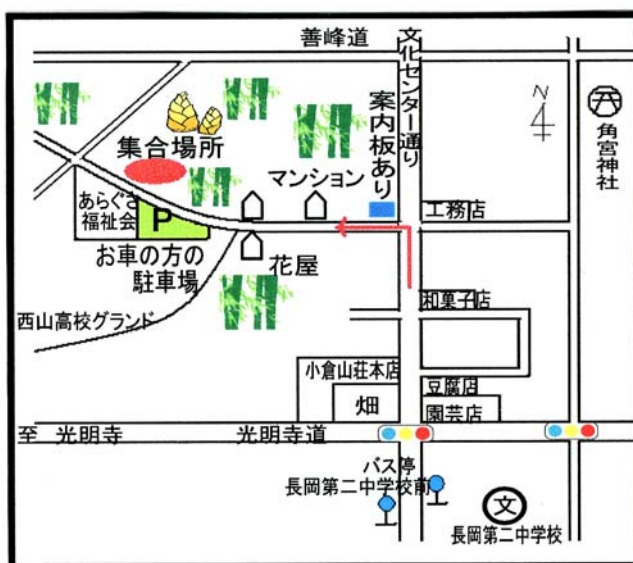 善峰道
文化センター通り
N
角宮神社
案内板あり
集合場所
マンション
あらぐさ
福祉会
P
工務店
お車の方の
駐車場
花屋
和菓子店
西山高校グランド
小倉山荘本店
畑
豆腐店
園芸店
至 光明寺
光明寺道
バス停
長岡第二中学校前
文
長岡第二中学校